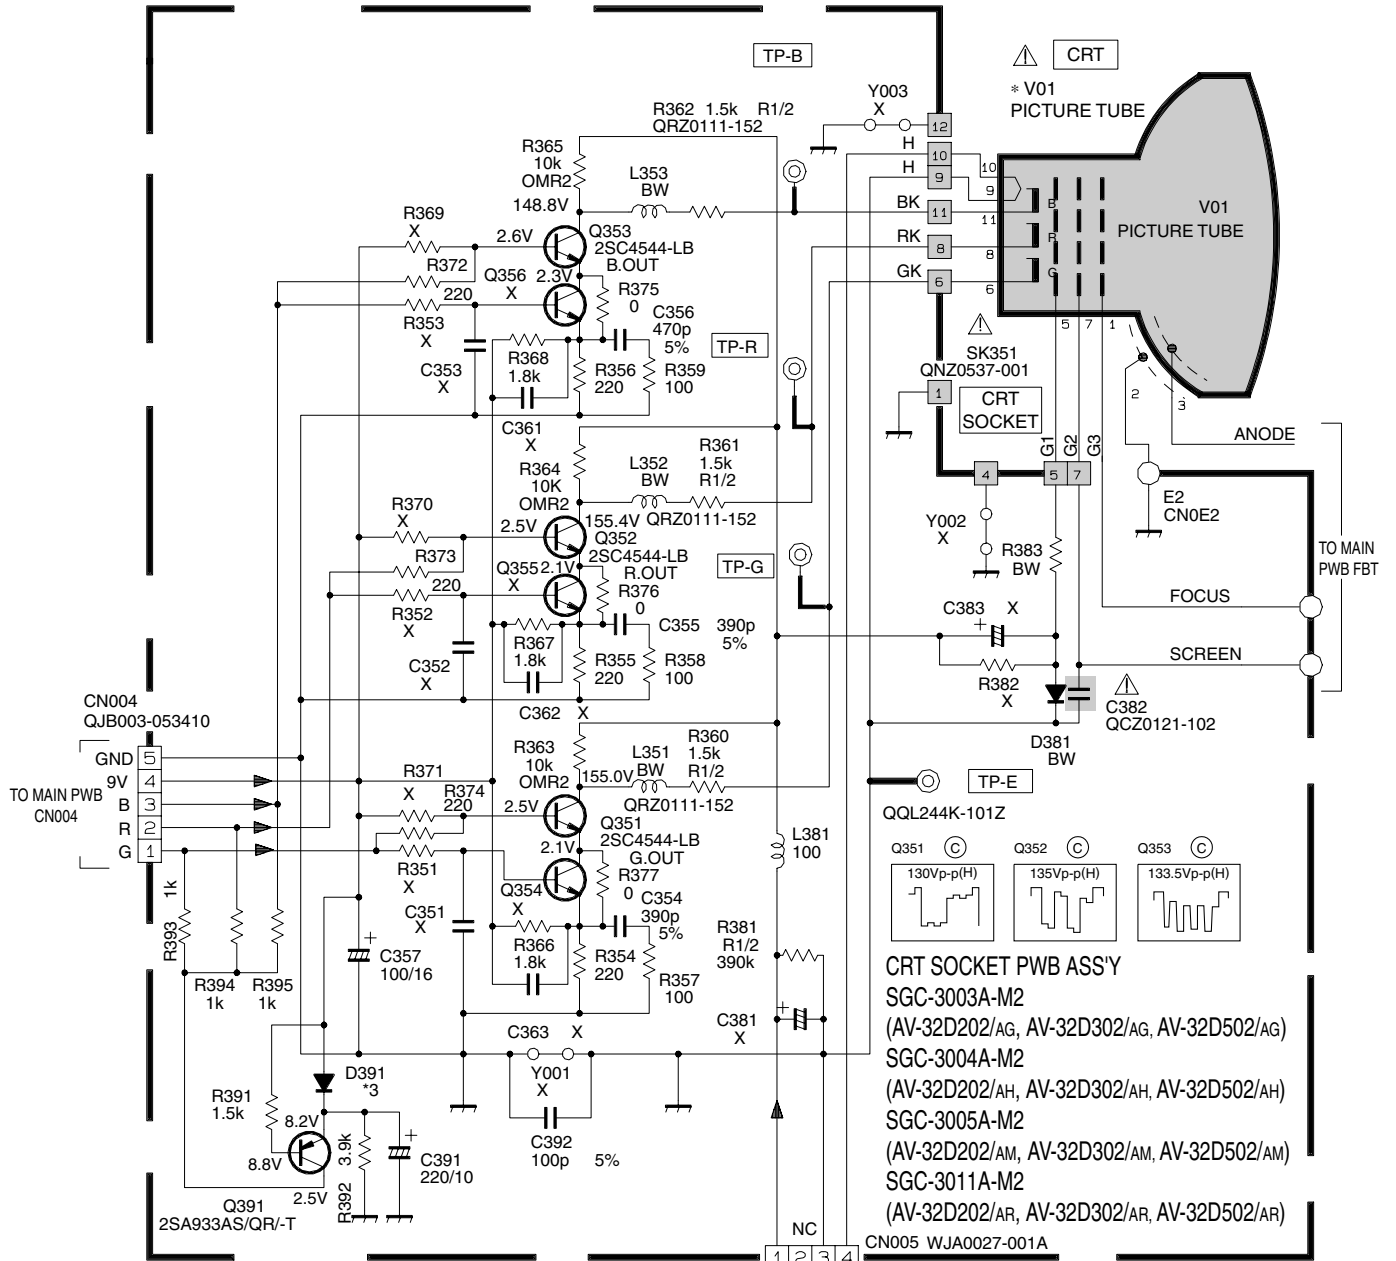 TP-B
CRT
* V01
PICTURE TUBE
Y003
X
R362 1.5k R1/2
QRZ0111-152
12
H
10
H
9
BK
11
RK
8
GK
6
10
9
11
8
6
B
R
G
V01
PICTURE TUBE
5 7 1
2
3
R365
10k
OMR2
148.8V
L353
BW
R369
X
2.6V
Q353
2SC4544-LB
B.OUT
R372
220
Q356
X
2.3V
R353
X
R375
0
C356
470p
5%
TP-R
C353
X
R368
1.8k
R356
220
R359
100
C361
X
SK351
QNZ0537-001
1
CRT
SOCKET
G1
G2
G3
ANODE
4
5
7
E2
CN0E2
TO MAIN
PWB FBT
R364
10K
OMR2
L352
BW
R361
1.5k
R1/2
QRZ0111-152
R370
X
2.5V
155.4V
Q352
2SC4544-LB
R.OUT
R373
220
Q355
X
2.1V
R352
X
R376
0
TP-G
Y002
X
R383
BW
FOCUS
C383 X
+
C355 390p
5%
C352
X
R367
1.8k
R355
220
R358
100
C362 X
R382
X
SCREEN
C382
QCZ0121-102
D381
BW
CN004
QJB003-053410
GND 5
9V 4
B 3
R 2
G 1
TO MAIN PWB
CN004
R363
10k
OMR2
155.0V
L351
BW
R360
1.5k
R1/2
QRZ0111-152
R371
X
R374
220
2.5V
Q351
2SC4544-LB
G.OUT
2.1V
R351
X
Q354
X
R377
0
C354
390p
5%
TP-E
QQL244K-101Z
L381
100
Q351 C
130Vp-p(H)
Q352 C
135Vp-p(H)
Q353 C
133.5Vp-p(H)
R393
1k
R394
1k
R395
1k
C351
X
+
C357
100/16
R366
1.8k
R354
220
R357
100
R381
R1/2
390k
C381
X
+
C363 X
Y001
X
C392
100p 5%
D391
*3
R391
1.5k
8.2V
8.8V
2.5V
Q391
2SA933AS/QR/-T
R392
3.9k
+
C391
220/10
CRT SOCKET PWB ASS'Y
SGC-3003A-M2
(AV-32D202/AG, AV-32D302/AG, AV-32D502/AG)
SGC-3004A-M2
(AV-32D202/AH, AV-32D302/AH, AV-32D502/AH)
SGC-3005A-M2
(AV-32D202/AM, AV-32D302/AM, AV-32D502/AM)
SGC-3011A-M2
(AV-32D202/AR, AV-32D302/AR, AV-32D502/AR)
NC
1 2 3 4
CN005 WJA0027-001A